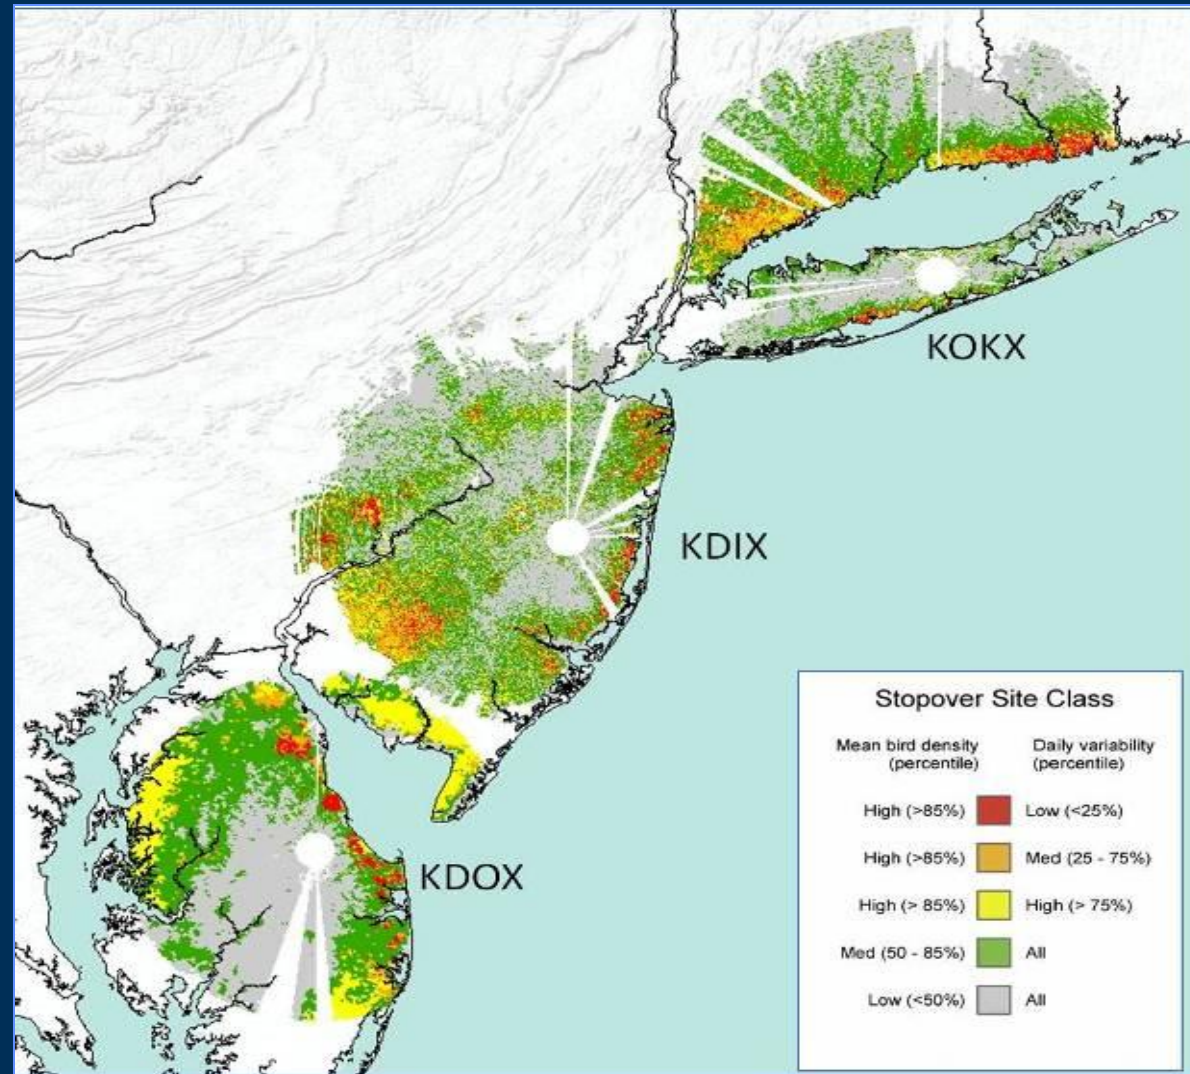 KOKX
KDIX
KDOX
Stopover Site Class
Mean bird density Daily variability
(percentile) (percentile)
High (>85%) Low (<25%)
High (>85%) Med (25 - 75%)
High (> 85%) High (> 75%)
Med (50 - 85%) All
Low (<50%) All